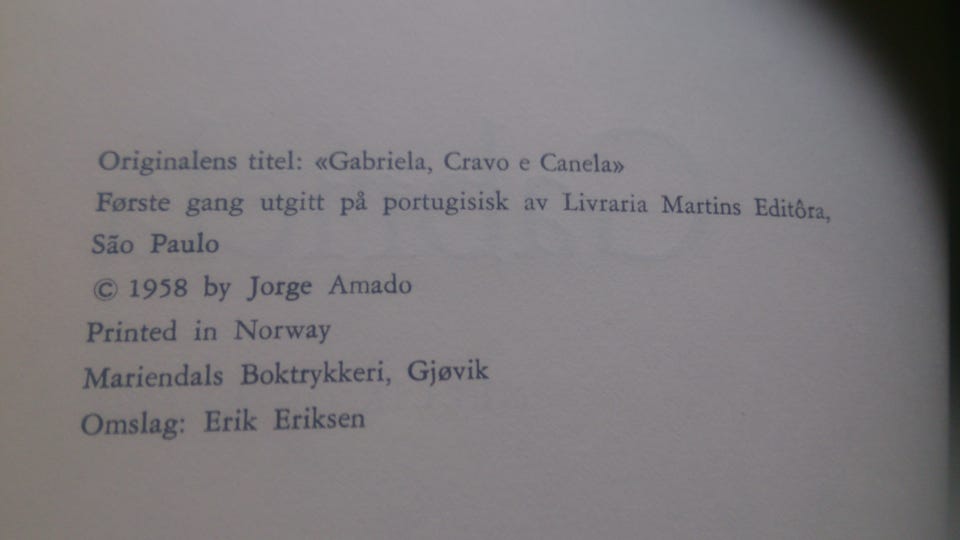 Originalens titel: «Gabriela, Cravo e Canela»
Første gang utgitt på portugisisk av Livraria Martins Editôra,
São Paulo
© 1958 by Jorge Amado
Printed in Norway
Mariendals Boktrykkeri, Gjøvik
Omslag: Erik Eriksen